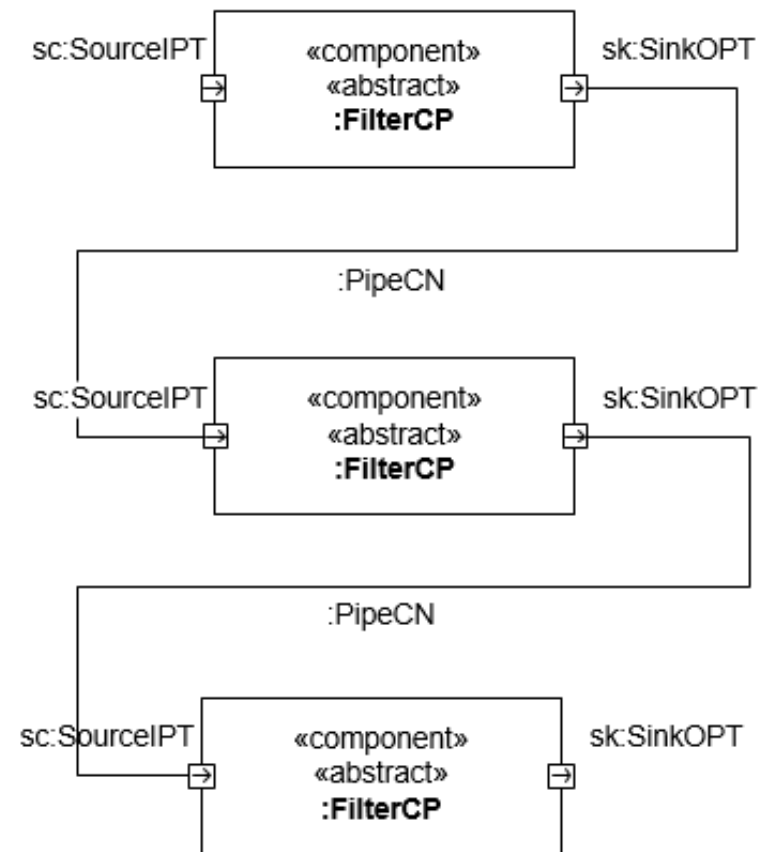 sc:SourceIPT
«component»
«abstract»
:FilterCP
sk:SinkOPT
:PipeCN
sc:SourceIPT
«component»
«abstract»
:FilterCP
sk:SinkOPT
:PipeCN
sc:SourceIPT
«component»
«abstract»
:FilterCP
sk:SinkOPT